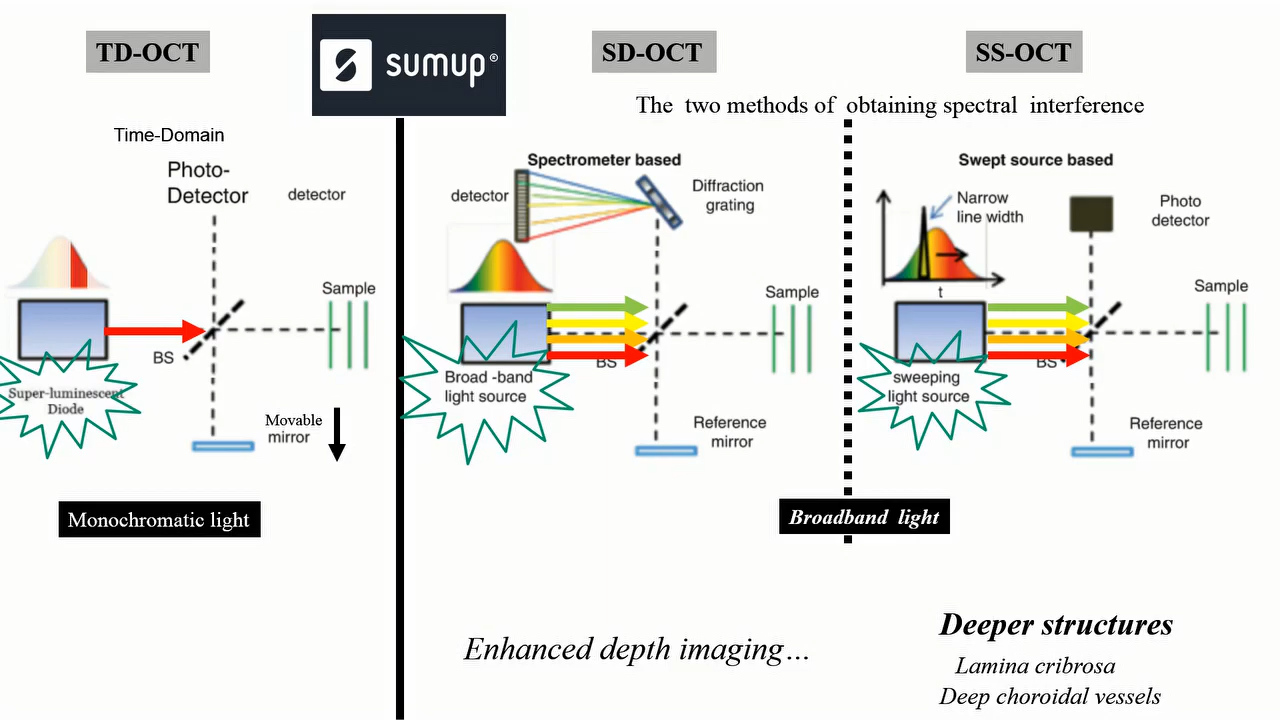 TD-OCT
sumup®
SD-OCT
SS-OCT
The two methods of obtaining spectral interference
Time-Domain
Photo-
Detector
detector
Sample
BS
Super-luminescent
Diode
Movable
mirror
Monochromatic light
Spectrometer based
detector
Diffraction
grating
Sample
BS
Broad -band
light source
Reference
mirror
Swept source based
Narrow
line width
Photo
detector
t
Sample
BS
sweeping
light source
Reference
mirror
Broadband light
Enhanced depth imaging...
Deeper structures
Lamina cribrosa
Deep choroidal vessels